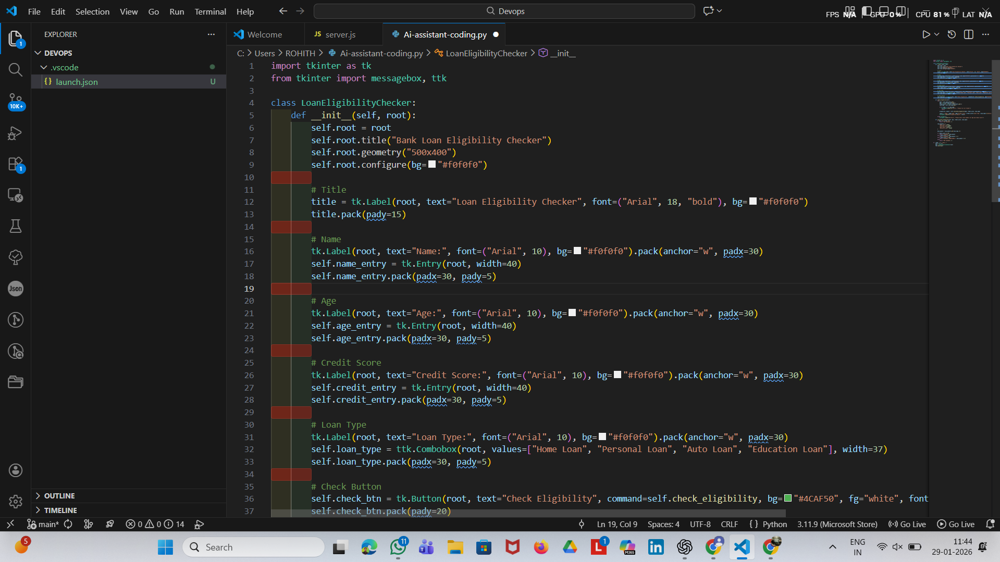 File Edit Selection View Go Run Terminal Help
Devops
FPS N/A GPU 0% CPU 81% LAT N/A
EXPLORER
DEVOPS
.vscode
{} launch.json U
1
10K+
1
Json
OUTLINE
TIMELINE
Welcome
JS server.js
Ai-assistant-coding.py
C: > Users > ROHITH > Ai-assistant-coding.py > LoanEligibilityChecker > __init__
1 import tkinter as tk
2 from tkinter import messagebox, ttk
3
4 class LoanEligibilityChecker:
5 def __init__(self, root):
6 self.root = root
7 self.root.title("Bank Loan Eligibility Checker")
8 self.root.geometry("500x400")
9 self.root.configure(bg="#f0f0f0")
10
11 # Title
12 title = tk.Label(root, text="Loan Eligibility Checker", font=("Arial", 18, "bold"), bg="#f0f0f0")
13 title.pack(pady=15)
14
15 # Name
16 tk.Label(root, text="Name:", font=("Arial", 10), bg="#f0f0f0").pack(anchor="w", padx=30)
17 self.name_entry = tk.Entry(root, width=40)
18 self.name_entry.pack(padx=30, pady=5)
19
20 # Age
21 tk.Label(root, text="Age:", font=("Arial", 10), bg="#f0f0f0").pack(anchor="w", padx=30)
22 self.age_entry = tk.Entry(root, width=40)
23 self.age_entry.pack(padx=30, pady=5)
24
25 # Credit Score
26 tk.Label(root, text="Credit Score:", font=("Arial", 10), bg="#f0f0f0").pack(anchor="w", padx=30)
27 self.credit_entry = tk.Entry(root, width=40)
28 self.credit_entry.pack(padx=30, pady=5)
29
30 # Loan Type
31 tk.Label(root, text="Loan Type:", font=("Arial", 10), bg="#f0f0f0").pack(anchor="w", padx=30)
32 self.loan_type = ttk.Combobox(root, values=["Home Loan", "Personal Loan", "Auto Loan", "Education Loan"], width=37)
33 self.loan_type.pack(padx=30, pady=5)
34
35 # Check Button
36 self.check_btn = tk.Button(root, text="Check Eligibility", command=self.check_eligibility, bg="#4CAF50", fg="white", font
37 self.check_btn.pack(pady=20)
main* 0 0 14 Ln 19, Col 9 Spaces: 4 UTF-8 CRLF {} Python 3.11.9 (Microsoft Store) Go Live Go Live
5
Search
11
1
M365
ENG
IN
11:44
29-01-2026